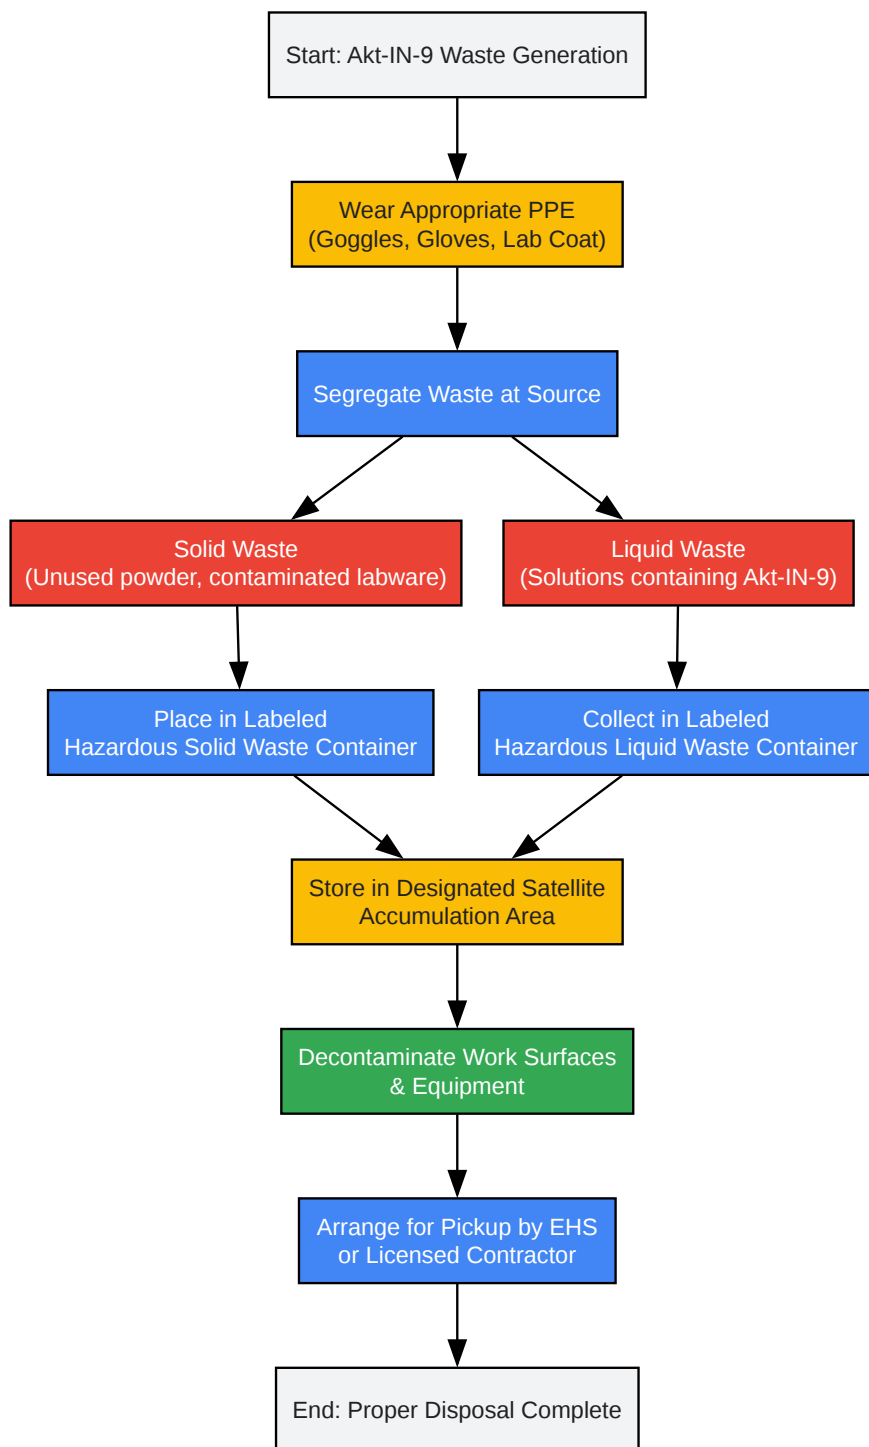 Start: Akt-IN-9 Waste Generation
Wear Appropriate PPE
(Goggles, Gloves, Lab Coat)
Segregate Waste at Source
Solid Waste
(Unused powder, contaminated labware)
Liquid Waste
(Solutions containing Akt-IN-9)
Place in Labeled
Hazardous Solid Waste Container
Collect in Labeled
Hazardous Liquid Waste Container
Store in Designated Satellite
Accumulation Area
Decontaminate Work Surfaces
& Equipment
Arrange for Pickup by EHS
or Licensed Contractor
End: Proper Disposal Complete